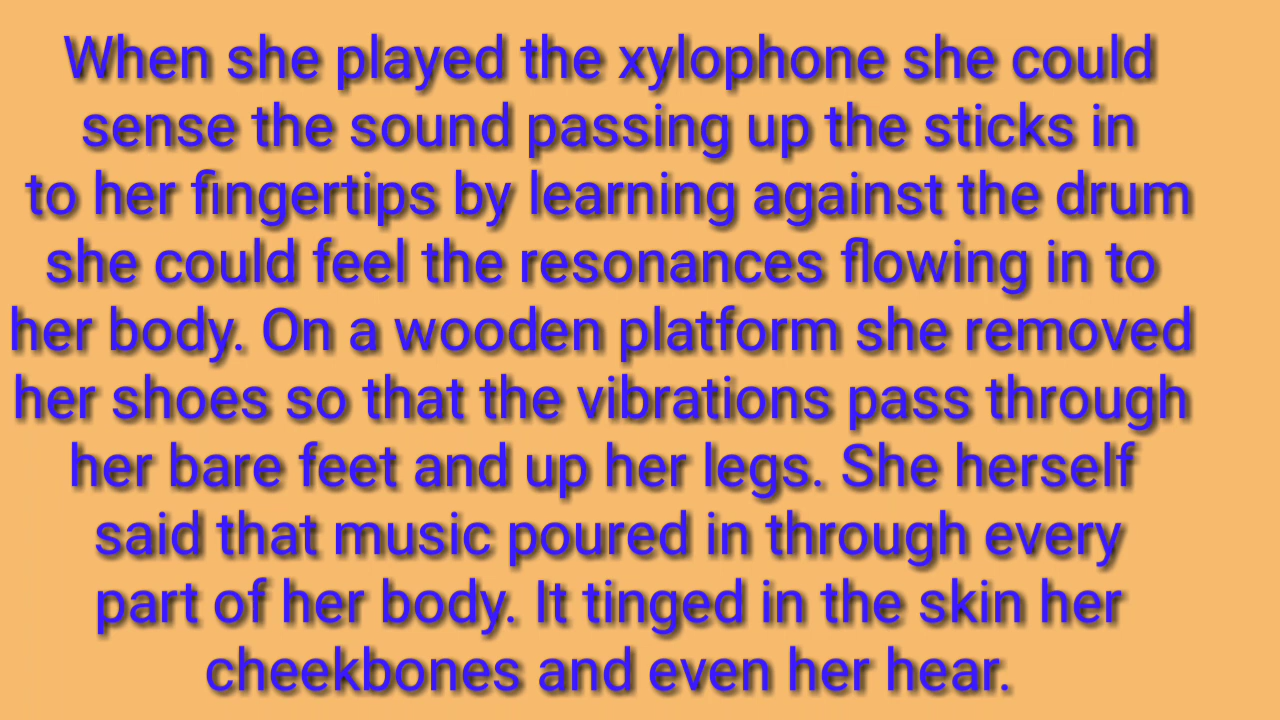 When she played the xylophone she could
sense the sound passing up the sticks in
to her fingertips by learning against the drum
she could feel the resonances flowing in to
her body. On a wooden platform she removed
her shoes so that the vibrations pass through
her bare feet and up her legs. She herself
said that music poured in through every
part of her body. It tinged in the skin her
cheekbones and even her hear.